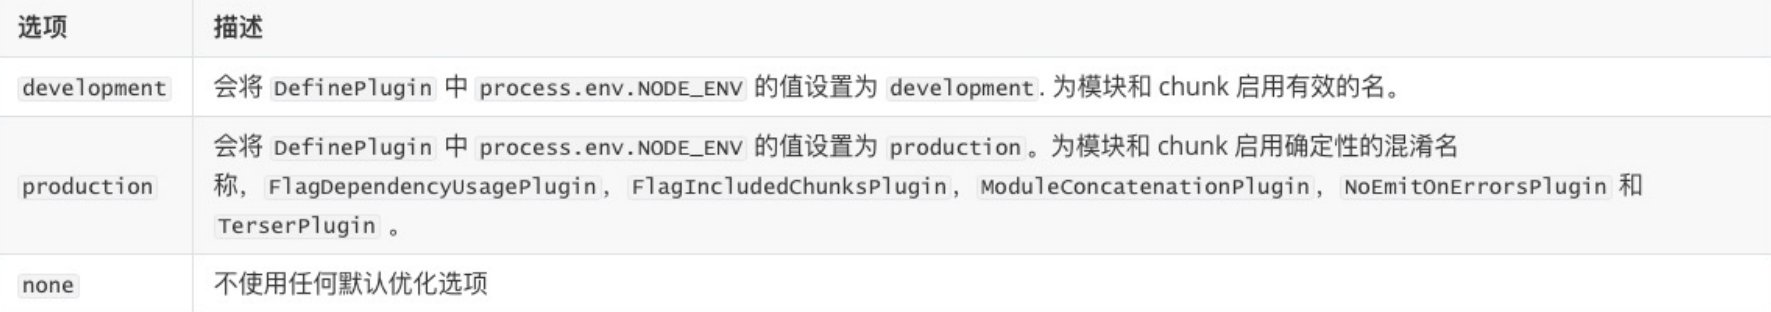 选项 描述
development 会将 DefinePlugin 中 process.env.NODE_ENV 的值设置为 development. 为模块和 chunk 启用有效的名。
会将 DefinePlugin 中 process.env.NODE_ENV 的值设置为 production。为模块和 chunk 启用确定性的混淆名
production 称，FlagDependencyUsagePlugin，FlagIncludedChunksPlugin，ModuleConcatenationPlugin，NoEmitOnErrorsPlugin 和
TerserPlugin 。
none 不使用任何默认优化选项